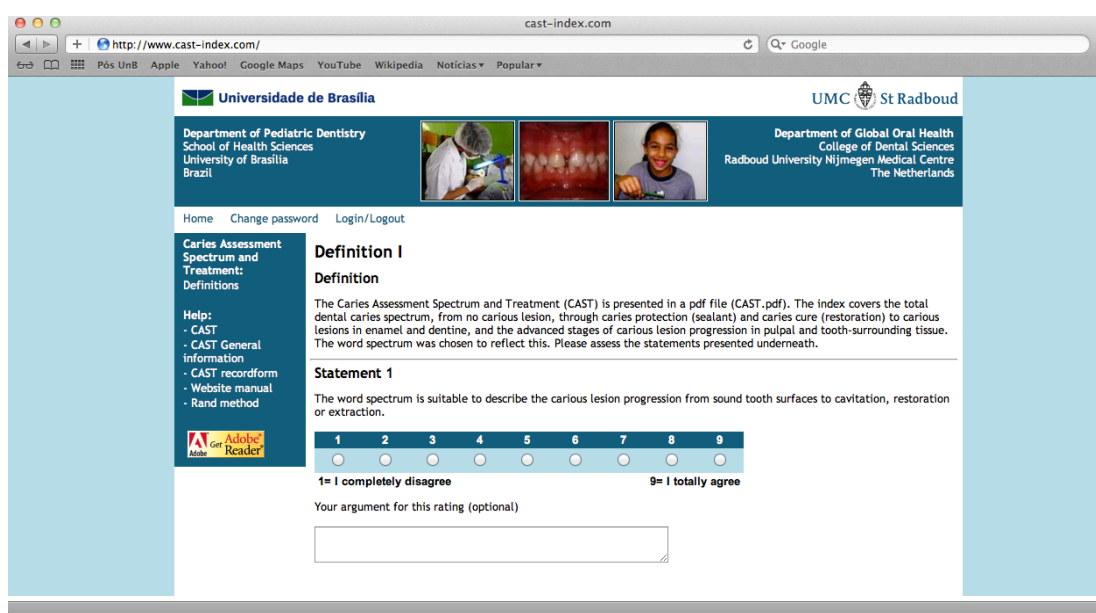 cast-index.com
http://www.cast-index.com/
Google
Pós UnB Apple Yahoo! Google Maps YouTube Wikipedia Notícias Popular
Universidade de Brasília
UMC St Radboud
Department of Pediatric Dentistry
School of Health Sciences
University of Brasília
Brazil
Department of Global Oral Health
College of Dental Sciences
Radboud University Nijmegen Medical Centre
The Netherlands
Home Change password Login/Logout
Caries Assessment
Spectrum and
Treatment:
Definitions
Help:
- CAST
- CAST General
information
- CAST recordform
- Website manual
- Rand method
Get Adobe®
Adobe Reader®
Definition I
Definition
The Caries Assessment Spectrum and Treatment (CAST) is presented in a pdf file (CAST.pdf). The index covers the total
dental caries spectrum, from no carious lesion, through caries protection (sealant) and caries cure (restoration) to carious
lesions in enamel and dentine, and the advanced stages of carious lesion progression in pulpal and tooth-surrounding tissue.
The word spectrum was chosen to reflect this. Please assess the statements presented underneath.
Statement 1
The word spectrum is suitable to describe the carious lesion progression from sound tooth surfaces to cavitation, restoration
or extraction.
1 2 3 4 5 6 7 8 9
1= I completely disagree 9= I totally agree
Your argument for this rating (optional)